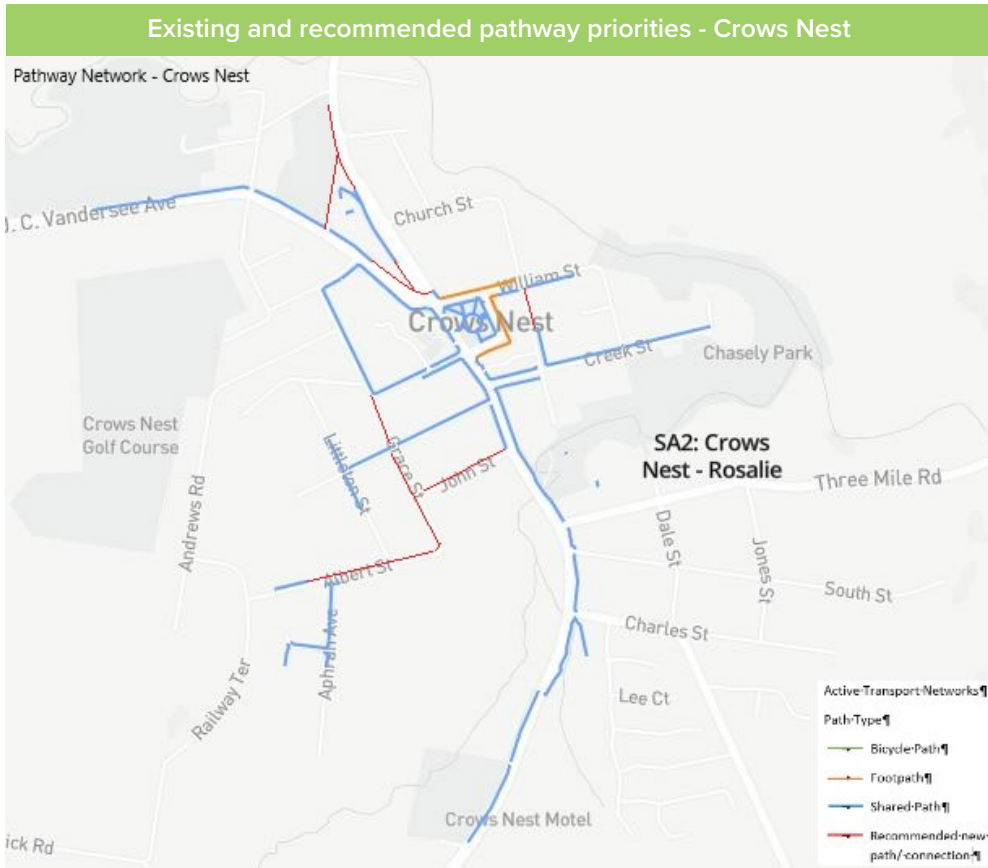 Existing and recommended pathway priorities - Crows Nest
Pathway Network - Crows Nest
J. C. Vandersee Ave
Church St
William St
Crows Nest
Creek St
Chasely Park
Crows Nest
Golf Course
SA2: Crows
Nest - Rosalie
Littleton St
Grace St
John St
Three Mile Rd
Andrews Rd
Dale St
Jones St
Albert St
South St
Aphrah Ave
Charles St
Railway Ter
Lee Ct
Active·Transport·Networks¶
Path·Type¶
Bicycle·Path¶
Footpath¶
Shared·Path¶
Recommended·new·
path/·connection·¶
Crows Nest Motel
ick Rd